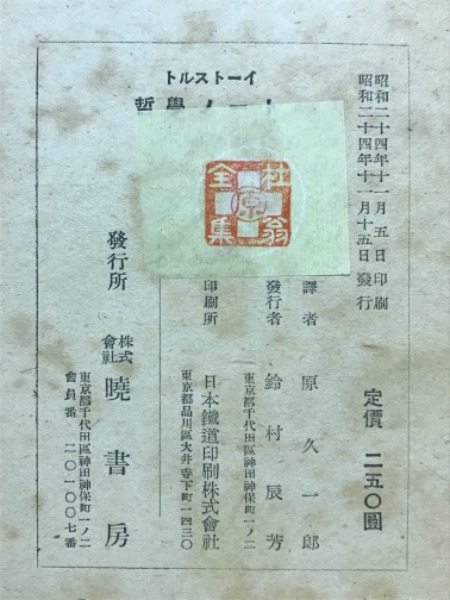 昭和二十四年十一月五日印刷
昭和二十四年十一月十五日發行
定價 二五〇圓
イートストルト
哲學ノート
杜翁全集
原
譯者 原久一郎
發行者 鈴村辰芳
東京都千代田區神田神保町一ノ二
印刷所 日本鐵道印刷株式會社
東京都品川區大井寺下町一四三〇
發行所 株式會社 曉書房
東京都千代田區神田神保町一ノ二
會員番 二〇一〇〇七番